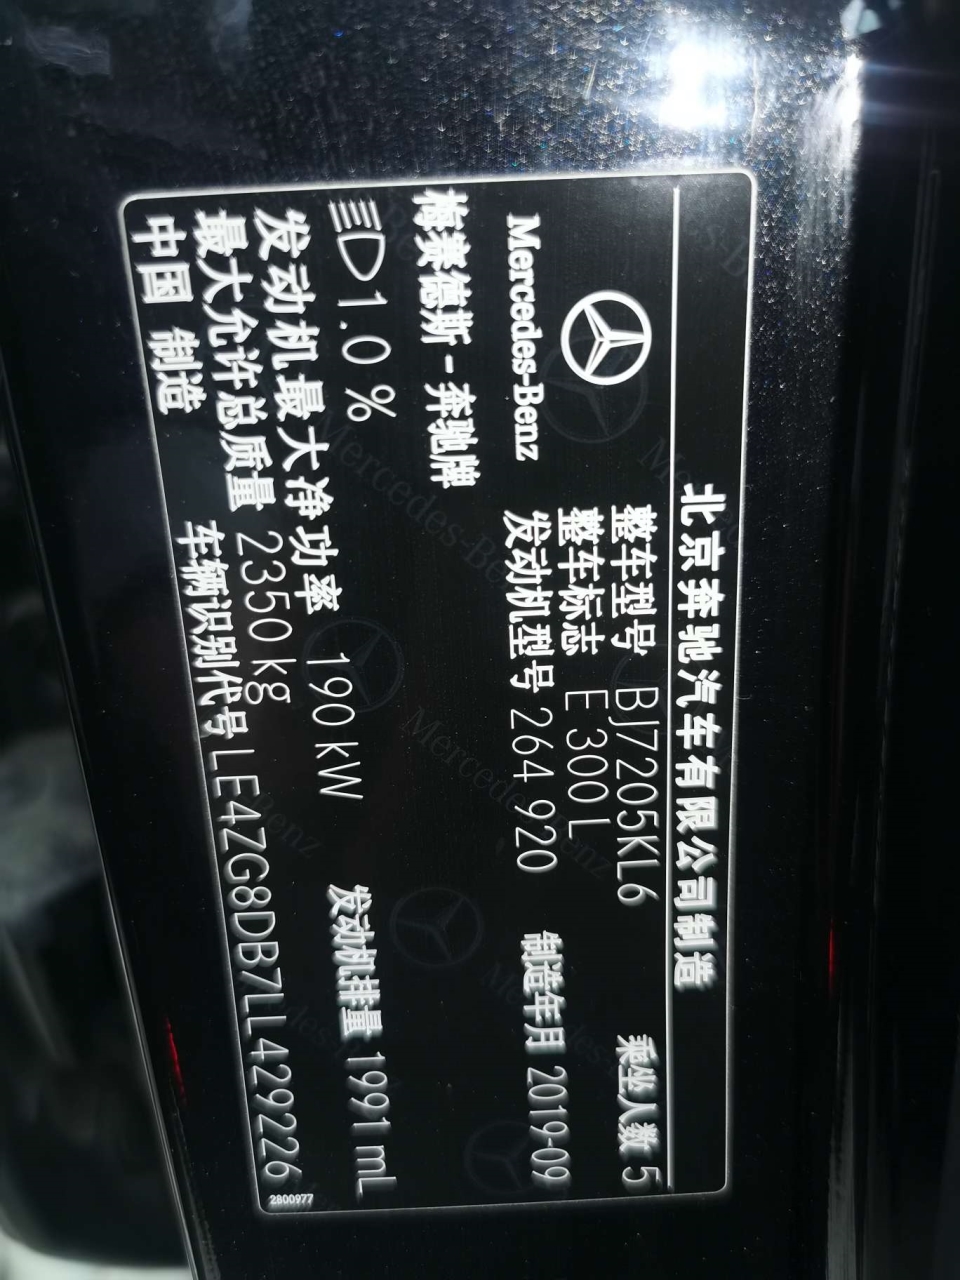 北京奔驰汽车有限公司制造
Mercedes-Benz
整车型号 BJ7205KL6 乘坐人数 5
整车标志 E 300 L
发动机型号 264 920 制造年月 2019-09
梅赛德斯-奔驰牌
1.0%
发动机最大净功率 190 kW 发动机排量 1991 mL
最大允许总质量 2350 kg
中国 制造 车辆识别代号 LE4ZG8DB7LL429226
2800977